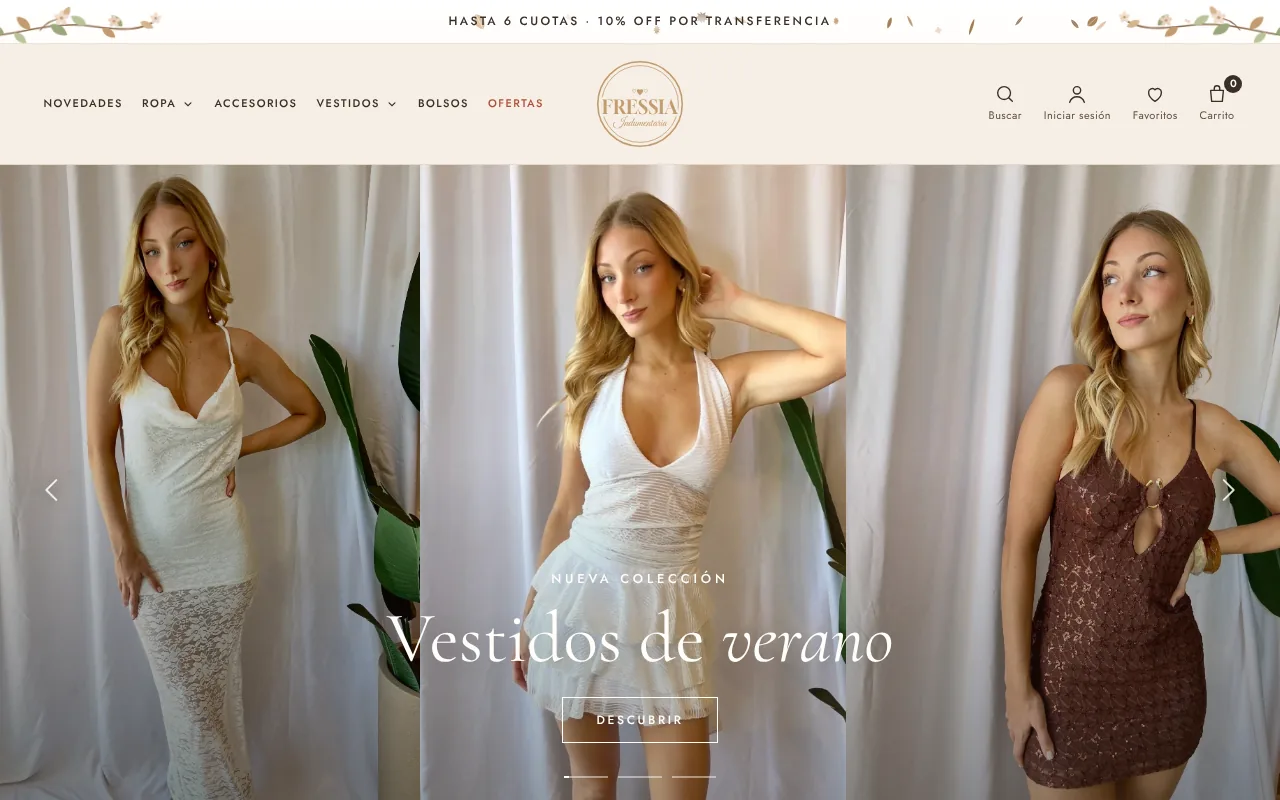 HASTA 6 CUOTAS · 10% OFF POR TRANSFERENCIA
NOVEDADES ROPA ACCESORIOS VESTIDOS BOLSOS OFERTAS
FRESSIA
Indumentaria
Buscar Iniciar sesión Favoritos Carrito 0
NUEVA COLECCIÓN
Vestidos de verano
DESCUBRIR